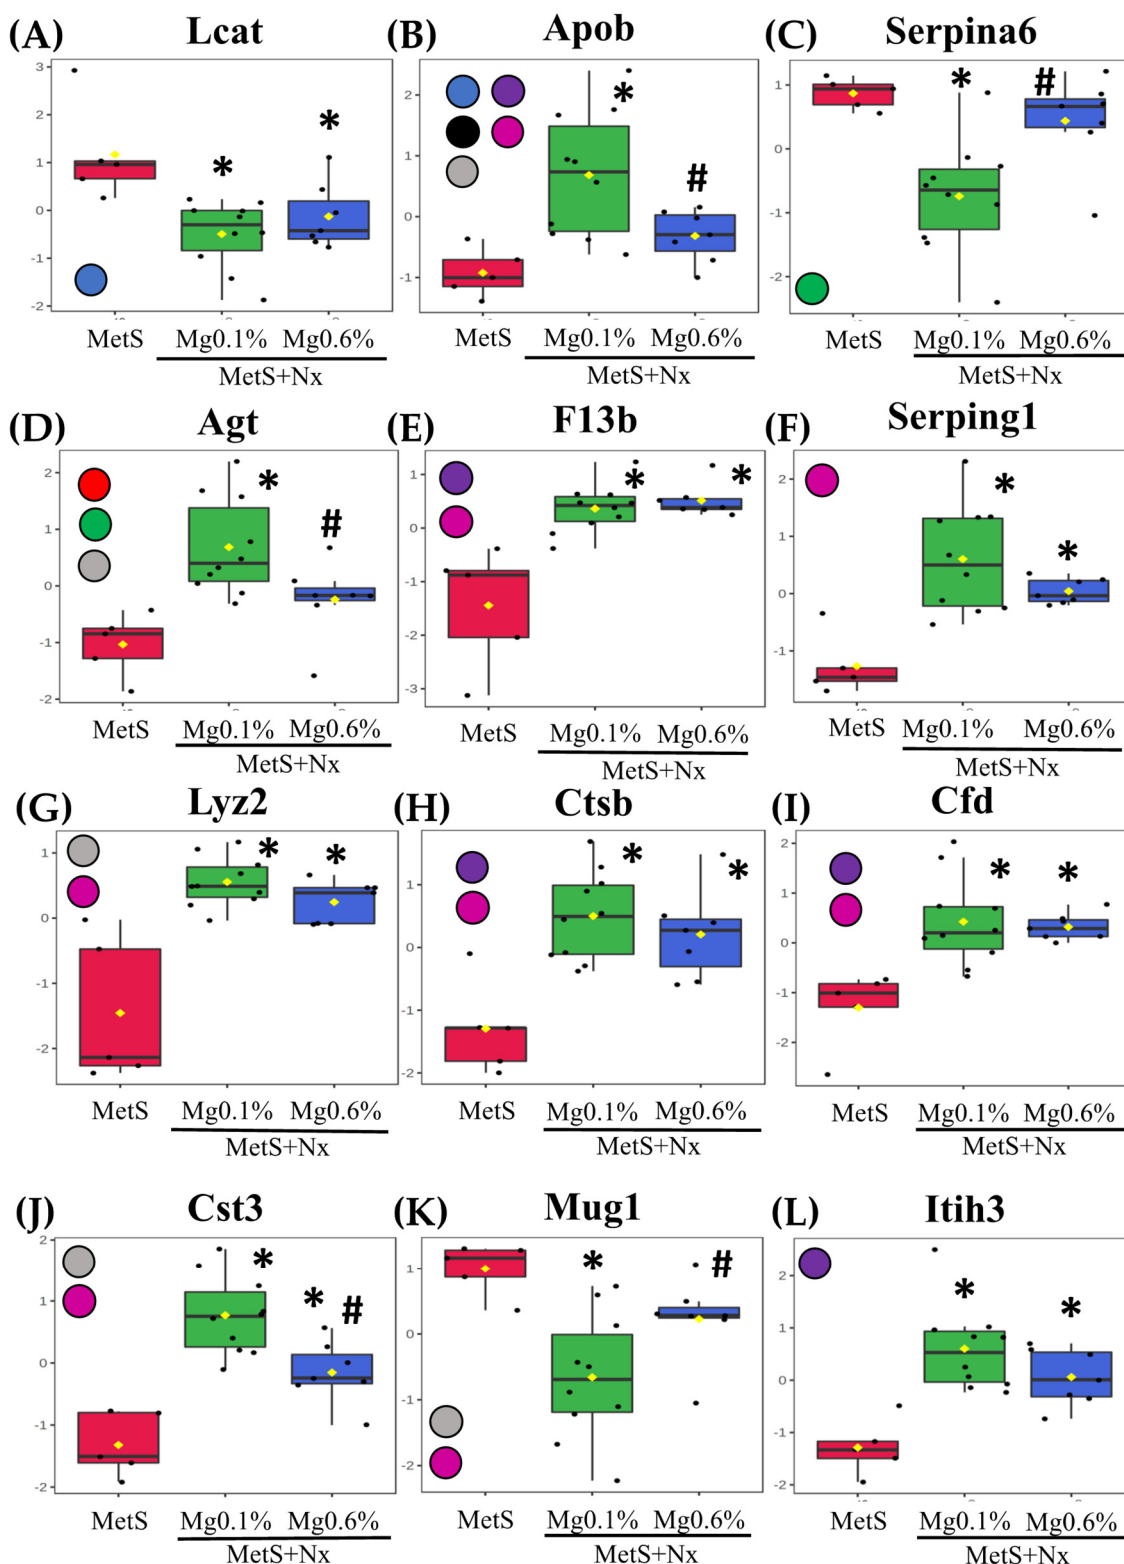 (A) Lcat (B) Apob (C) Serpina6
3
2
1
0
-1
-2
*
*
MetS Mg0.1% Mg0.6%
MetS+Nx
2
1
0
-1
*
#
MetS Mg0.1% Mg0.6%
MetS+Nx
1
0
-1
-2
*
#
MetS Mg0.1% Mg0.6%
MetS+Nx
(D) Agt (E) F13b (F) Serping1
2
1
0
-1
-2
*
#
MetS Mg0.1% Mg0.6%
MetS+Nx
1
0
-1
-2
-3
*
*
MetS Mg0.1% Mg0.6%
MetS+Nx
2
1
0
-1
*
*
MetS Mg0.1% Mg0.6%
MetS+Nx
(G) Lyz2 (H) Ctsb (I) Cfd
1
0
-1
-2
*
*
MetS Mg0.1% Mg0.6%
MetS+Nx
1
0
-1
-2
*
*
MetS Mg0.1% Mg0.6%
MetS+Nx
2
1
0
-1
-2
*
*
MetS Mg0.1% Mg0.6%
MetS+Nx
(J) Cst3 (K) Mug1 (L) Itih3
2
1
0
-1
-2
*
* #
MetS Mg0.1% Mg0.6%
MetS+Nx
1
0
-1
-2
*
#
MetS Mg0.1% Mg0.6%
MetS+Nx
2
1
0
-1
-2
*
*
MetS Mg0.1% Mg0.6%
MetS+Nx